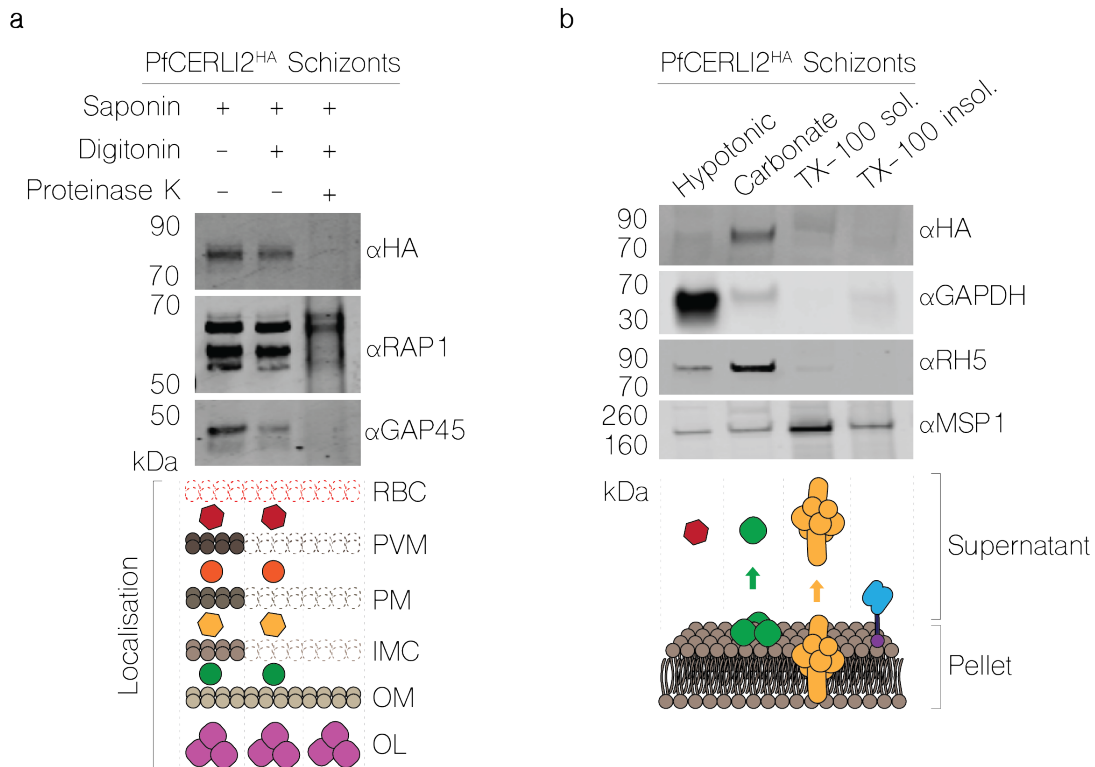 a
PfCERLI2HA Schizonts
Saponin + + +
Digitonin - + +
Proteinase K - - +
90
70
αHA
70
50
αRAP1
50
αGAP45
kDa
Localisation
RBC
PVM
PM
IMC
OM
OL
b
PfCERLI2HA Schizonts
Hypotonic
Carbonate
TX-100 sol.
TX-100 insol.
90
70
αHA
70
30
αGAPDH
90
70
αRH5
260
160
αMSP1
kDa
Supernatant
Pellet